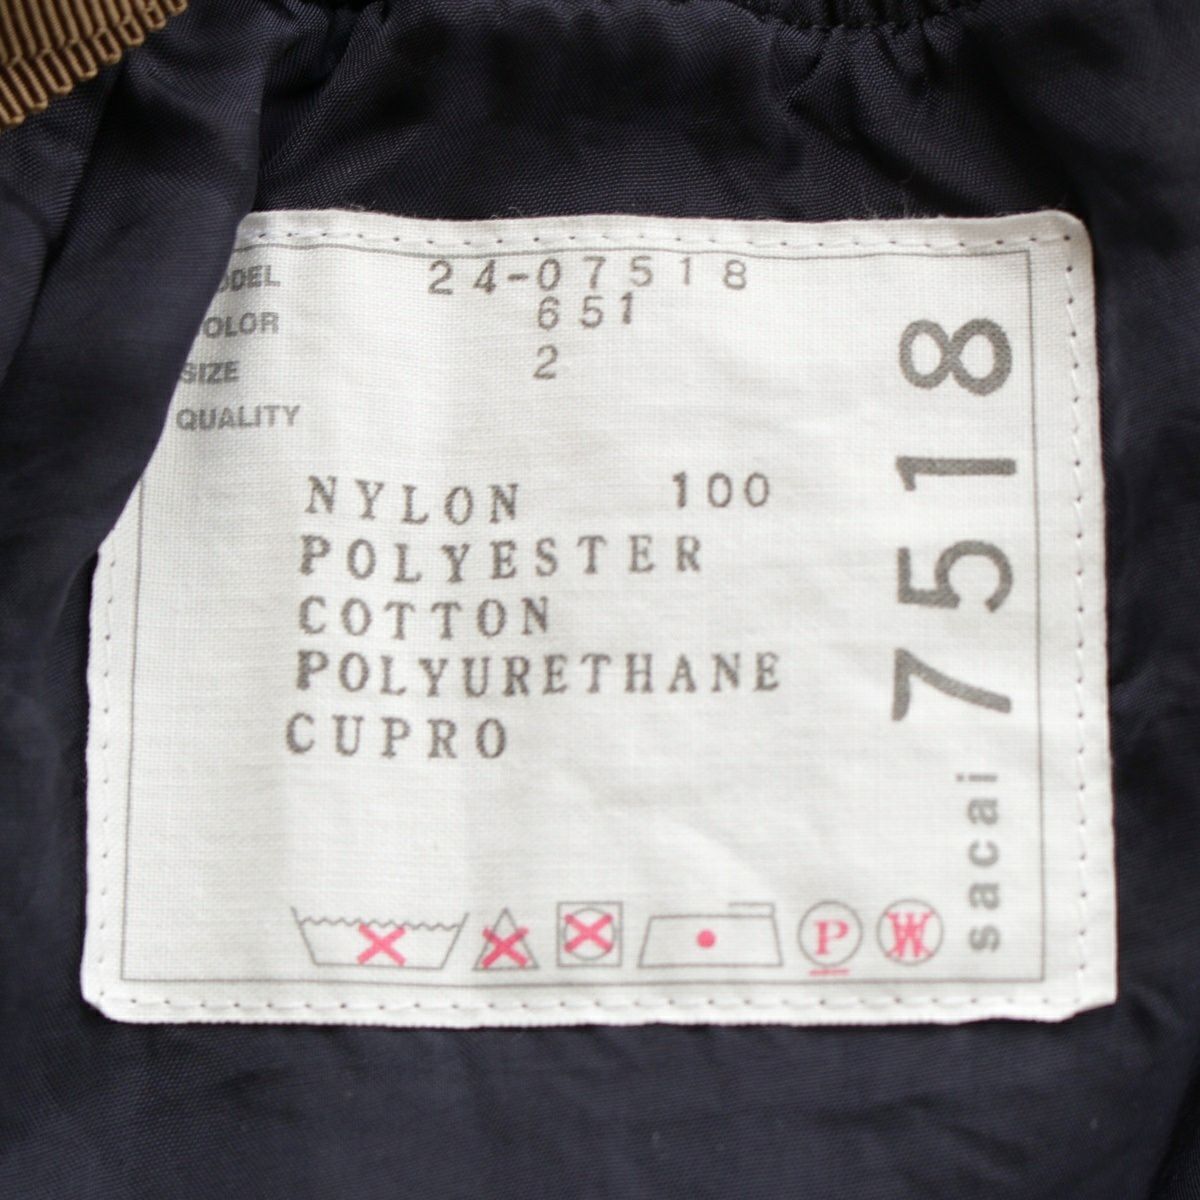 ODEL 24-07518
OLOR 651
SIZE 2
QUALITY
NYLON 100
POLYESTER
COTTON
POLYURETHANE
CUPRO
P W
sacai 7518